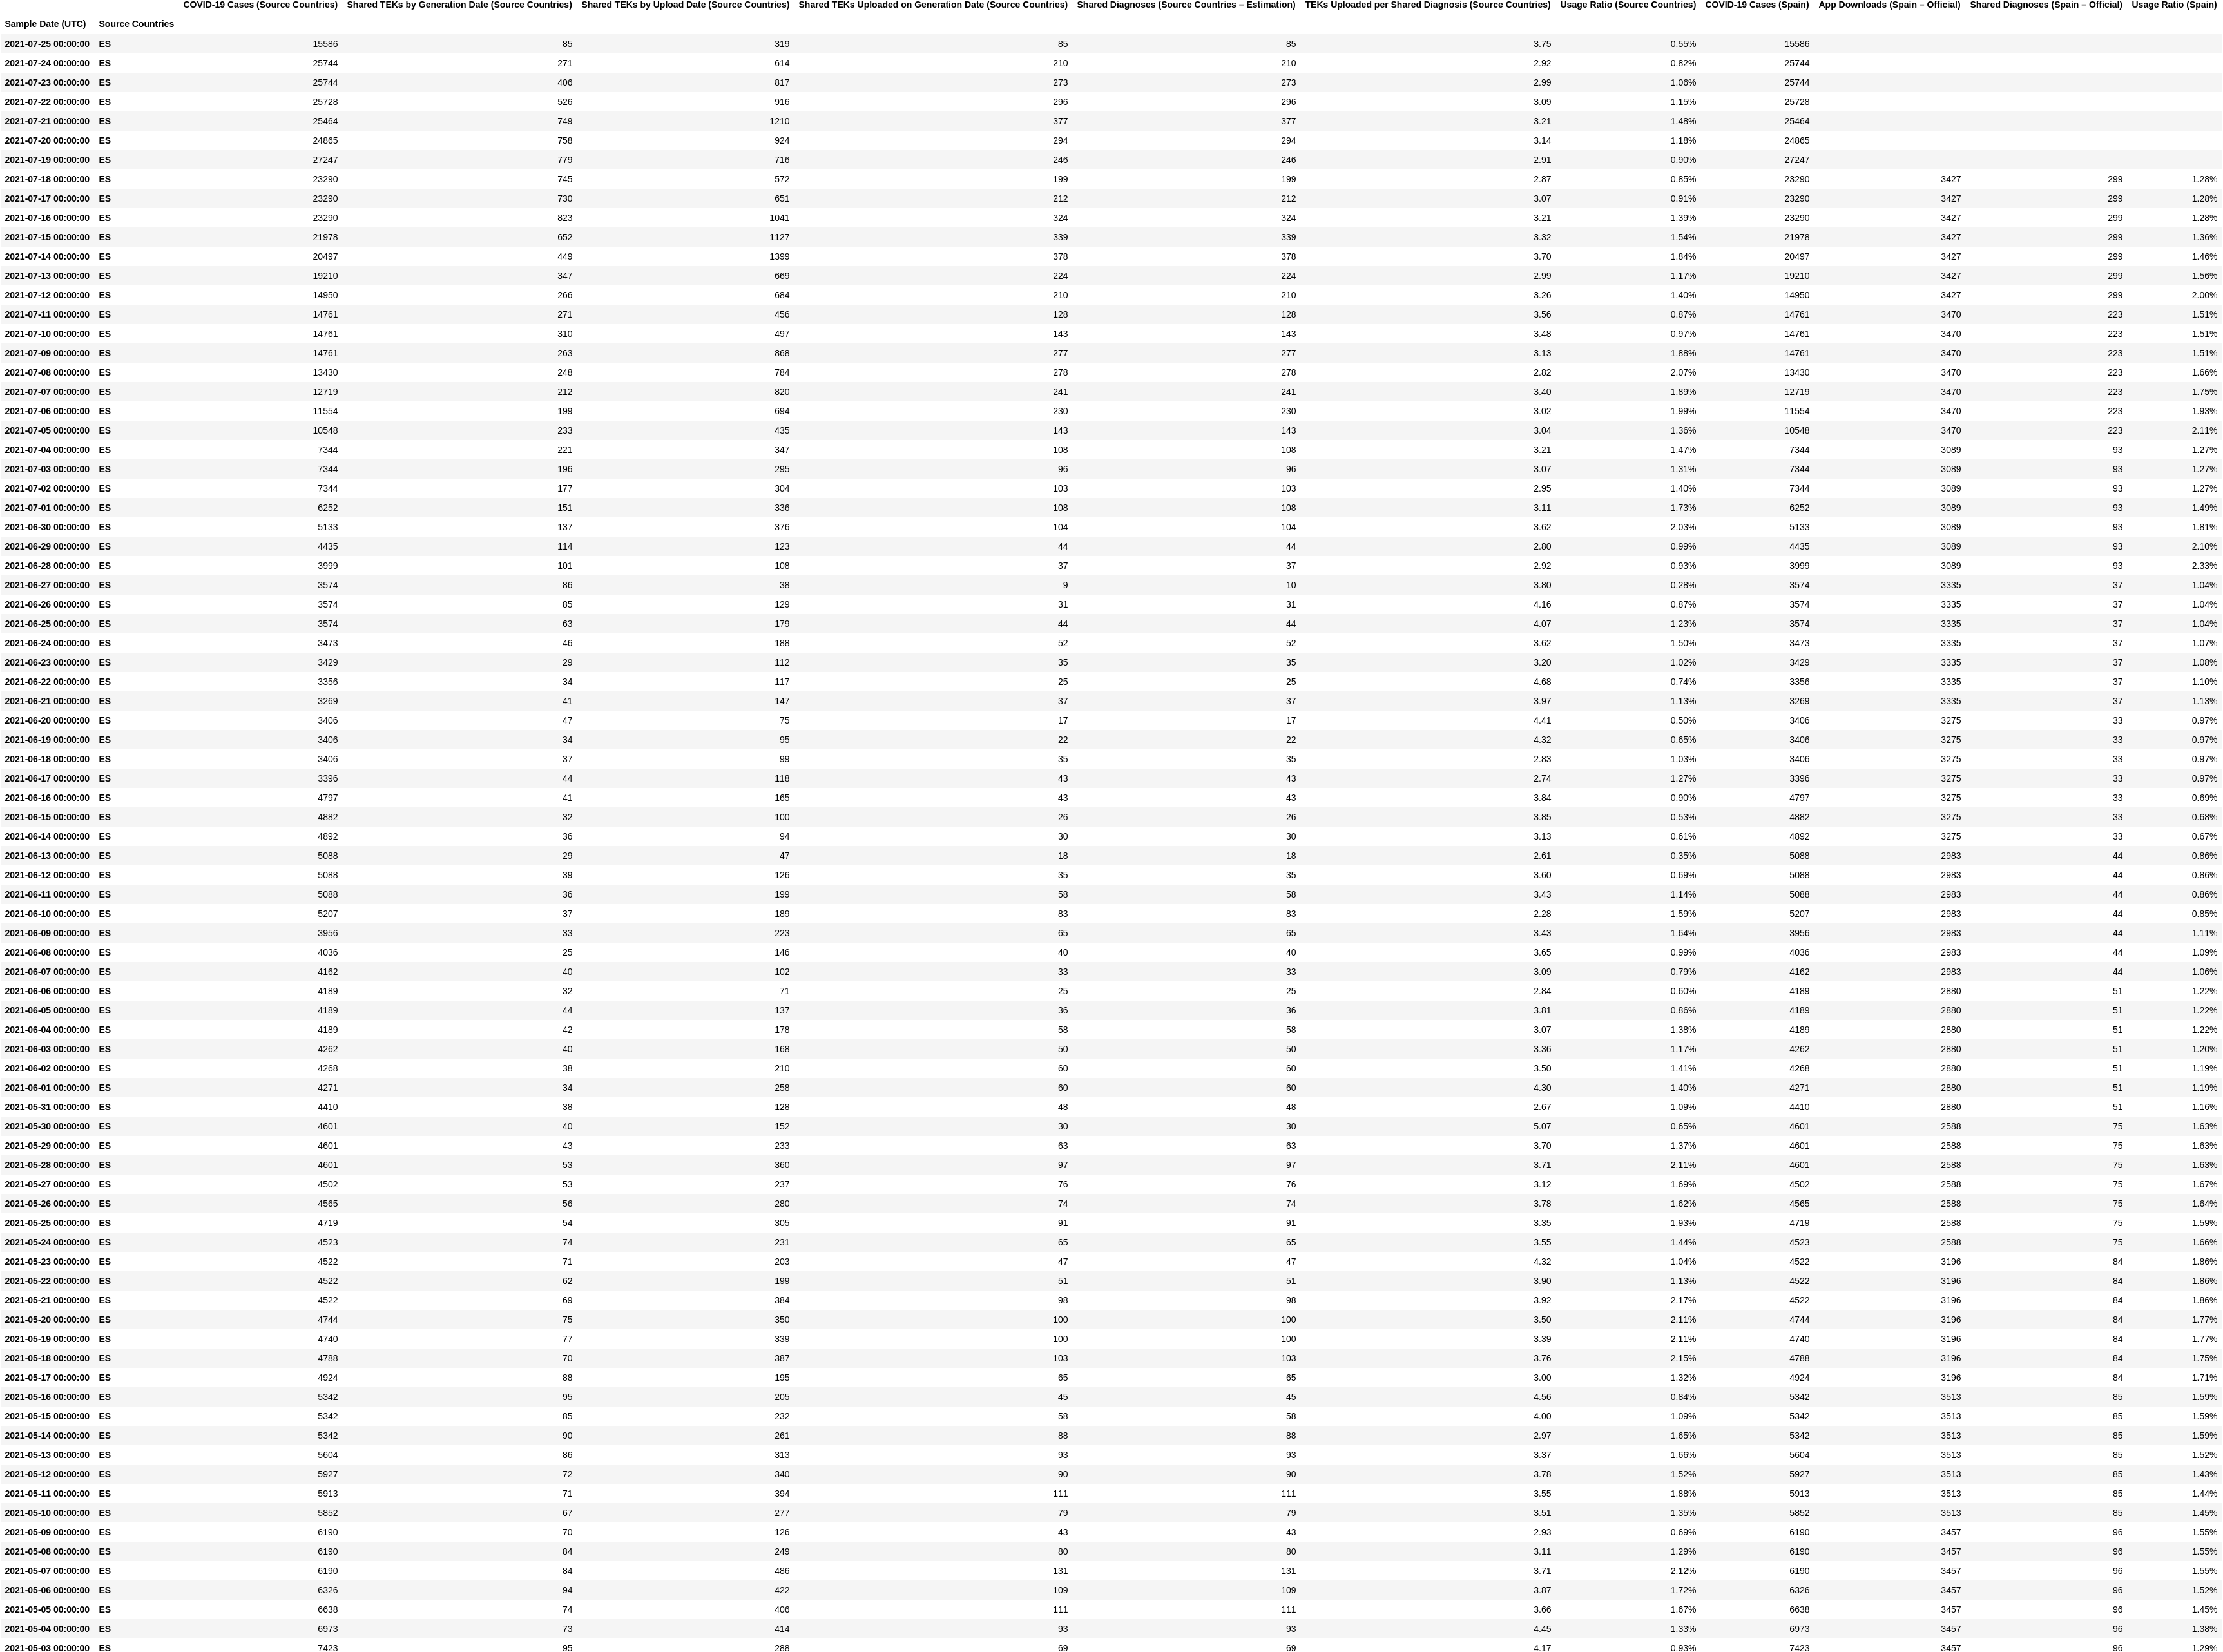 COVID-19 Cases (Source Countries) Shared TEKs by Generation Date (Source Countries) Shared TEKs by Upload Date (Source Countries) Shared TEKs Uploaded on Generation Date (Source Countries) Shared Diagnoses (Source Countries – Estimation) TEKs Uploaded per Shared Diagnosis (Source Countries) Usage Ratio (Source Countries) COVID-19 Cases (Spain) App Downloads (Spain – Official) Shared Diagnoses (Spain – Official) Usage Ratio (Spain)
Sample Date (UTC) Source Countries
2021-07-25 00:00:00 ES 15586 85 319 85 85 3.75 0.55% 15586
2021-07-24 00:00:00 ES 25744 271 614 210 210 2.92 0.82% 25744
2021-07-23 00:00:00 ES 25744 406 817 273 273 2.99 1.06% 25744
2021-07-22 00:00:00 ES 25728 526 916 296 296 3.09 1.15% 25728
2021-07-21 00:00:00 ES 25464 749 1210 377 377 3.21 1.48% 25464
2021-07-20 00:00:00 ES 24865 758 924 294 294 3.14 1.18% 24865
2021-07-19 00:00:00 ES 27247 779 716 246 246 2.91 0.90% 27247
2021-07-18 00:00:00 ES 23290 745 572 199 199 2.87 0.85% 23290 3427 299 1.28%
2021-07-17 00:00:00 ES 23290 730 651 212 212 3.07 0.91% 23290 3427 299 1.28%
2021-07-16 00:00:00 ES 23290 823 1041 324 324 3.21 1.39% 23290 3427 299 1.28%
2021-07-15 00:00:00 ES 21978 652 1127 339 339 3.32 1.54% 21978 3427 299 1.36%
2021-07-14 00:00:00 ES 20497 449 1399 378 378 3.70 1.84% 20497 3427 299 1.46%
2021-07-13 00:00:00 ES 19210 347 669 224 224 2.99 1.17% 19210 3427 299 1.56%
2021-07-12 00:00:00 ES 14950 266 684 210 210 3.26 1.40% 14950 3427 299 2.00%
2021-07-11 00:00:00 ES 14761 271 456 128 128 3.56 0.87% 14761 3470 223 1.51%
2021-07-10 00:00:00 ES 14761 310 497 143 143 3.48 0.97% 14761 3470 223 1.51%
2021-07-09 00:00:00 ES 14761 263 868 277 277 3.13 1.88% 14761 3470 223 1.51%
2021-07-08 00:00:00 ES 13430 248 784 278 278 2.82 2.07% 13430 3470 223 1.66%
2021-07-07 00:00:00 ES 12719 212 820 241 241 3.40 1.89% 12719 3470 223 1.75%
2021-07-06 00:00:00 ES 11554 199 694 230 230 3.02 1.99% 11554 3470 223 1.93%
2021-07-05 00:00:00 ES 10548 233 435 143 143 3.04 1.36% 10548 3470 223 2.11%
2021-07-04 00:00:00 ES 7344 221 347 108 108 3.21 1.47% 7344 3089 93 1.27%
2021-07-03 00:00:00 ES 7344 196 295 96 96 3.07 1.31% 7344 3089 93 1.27%
2021-07-02 00:00:00 ES 7344 177 304 103 103 2.95 1.40% 7344 3089 93 1.27%
2021-07-01 00:00:00 ES 6252 151 336 108 108 3.11 1.73% 6252 3089 93 1.49%
2021-06-30 00:00:00 ES 5133 137 376 104 104 3.62 2.03% 5133 3089 93 1.81%
2021-06-29 00:00:00 ES 4435 114 123 44 44 2.80 0.99% 4435 3089 93 2.10%
2021-06-28 00:00:00 ES 3999 101 108 37 37 2.92 0.93% 3999 3089 93 2.33%
2021-06-27 00:00:00 ES 3574 86 38 9 10 3.80 0.28% 3574 3335 37 1.04%
2021-06-26 00:00:00 ES 3574 85 129 31 31 4.16 0.87% 3574 3335 37 1.04%
2021-06-25 00:00:00 ES 3574 63 179 44 44 4.07 1.23% 3574 3335 37 1.04%
2021-06-24 00:00:00 ES 3473 46 188 52 52 3.62 1.50% 3473 3335 37 1.07%
2021-06-23 00:00:00 ES 3429 29 112 35 35 3.20 1.02% 3429 3335 37 1.08%
2021-06-22 00:00:00 ES 3356 34 117 25 25 4.68 0.74% 3356 3335 37 1.10%
2021-06-21 00:00:00 ES 3269 41 147 37 37 3.97 1.13% 3269 3335 37 1.13%
2021-06-20 00:00:00 ES 3406 47 75 17 17 4.41 0.50% 3406 3275 33 0.97%
2021-06-19 00:00:00 ES 3406 34 95 22 22 4.32 0.65% 3406 3275 33 0.97%
2021-06-18 00:00:00 ES 3406 37 99 35 35 2.83 1.03% 3406 3275 33 0.97%
2021-06-17 00:00:00 ES 3396 44 118 43 43 2.74 1.27% 3396 3275 33 0.97%
2021-06-16 00:00:00 ES 4797 41 165 43 43 3.84 0.90% 4797 3275 33 0.69%
2021-06-15 00:00:00 ES 4882 32 100 26 26 3.85 0.53% 4882 3275 33 0.68%
2021-06-14 00:00:00 ES 4892 36 94 30 30 3.13 0.61% 4892 3275 33 0.67%
2021-06-13 00:00:00 ES 5088 29 47 18 18 2.61 0.35% 5088 2983 44 0.86%
2021-06-12 00:00:00 ES 5088 39 126 35 35 3.60 0.69% 5088 2983 44 0.86%
2021-06-11 00:00:00 ES 5088 36 199 58 58 3.43 1.14% 5088 2983 44 0.86%
2021-06-10 00:00:00 ES 5207 37 189 83 83 2.28 1.59% 5207 2983 44 0.85%
2021-06-09 00:00:00 ES 3956 33 223 65 65 3.43 1.64% 3956 2983 44 1.11%
2021-06-08 00:00:00 ES 4036 25 146 40 40 3.65 0.99% 4036 2983 44 1.09%
2021-06-07 00:00:00 ES 4162 40 102 33 33 3.09 0.79% 4162 2983 44 1.06%
2021-06-06 00:00:00 ES 4189 32 71 25 25 2.84 0.60% 4189 2880 51 1.22%
2021-06-05 00:00:00 ES 4189 44 137 36 36 3.81 0.86% 4189 2880 51 1.22%
2021-06-04 00:00:00 ES 4189 42 178 58 58 3.07 1.38% 4189 2880 51 1.22%
2021-06-03 00:00:00 ES 4262 40 168 50 50 3.36 1.17% 4262 2880 51 1.20%
2021-06-02 00:00:00 ES 4268 38 210 60 60 3.50 1.41% 4268 2880 51 1.19%
2021-06-01 00:00:00 ES 4271 34 258 60 60 4.30 1.40% 4271 2880 51 1.19%
2021-05-31 00:00:00 ES 4410 38 128 48 48 2.67 1.09% 4410 2880 51 1.16%
2021-05-30 00:00:00 ES 4601 40 152 30 30 5.07 0.65% 4601 2588 75 1.63%
2021-05-29 00:00:00 ES 4601 43 233 63 63 3.70 1.37% 4601 2588 75 1.63%
2021-05-28 00:00:00 ES 4601 53 360 97 97 3.71 2.11% 4601 2588 75 1.63%
2021-05-27 00:00:00 ES 4502 53 237 76 76 3.12 1.69% 4502 2588 75 1.67%
2021-05-26 00:00:00 ES 4565 56 280 74 74 3.78 1.62% 4565 2588 75 1.64%
2021-05-25 00:00:00 ES 4719 54 305 91 91 3.35 1.93% 4719 2588 75 1.59%
2021-05-24 00:00:00 ES 4523 74 231 65 65 3.55 1.44% 4523 2588 75 1.66%
2021-05-23 00:00:00 ES 4522 71 203 47 47 4.32 1.04% 4522 3196 84 1.86%
2021-05-22 00:00:00 ES 4522 62 199 51 51 3.90 1.13% 4522 3196 84 1.86%
2021-05-21 00:00:00 ES 4522 69 384 98 98 3.92 2.17% 4522 3196 84 1.86%
2021-05-20 00:00:00 ES 4744 75 350 100 100 3.50 2.11% 4744 3196 84 1.77%
2021-05-19 00:00:00 ES 4740 77 339 100 100 3.39 2.11% 4740 3196 84 1.77%
2021-05-18 00:00:00 ES 4788 70 387 103 103 3.76 2.15% 4788 3196 84 1.75%
2021-05-17 00:00:00 ES 4924 88 195 65 65 3.00 1.32% 4924 3196 84 1.71%
2021-05-16 00:00:00 ES 5342 95 205 45 45 4.56 0.84% 5342 3513 85 1.59%
2021-05-15 00:00:00 ES 5342 85 232 58 58 4.00 1.09% 5342 3513 85 1.59%
2021-05-14 00:00:00 ES 5342 90 261 88 88 2.97 1.65% 5342 3513 85 1.59%
2021-05-13 00:00:00 ES 5604 86 313 93 93 3.37 1.66% 5604 3513 85 1.52%
2021-05-12 00:00:00 ES 5927 72 340 90 90 3.78 1.52% 5927 3513 85 1.43%
2021-05-11 00:00:00 ES 5913 71 394 111 111 3.55 1.88% 5913 3513 85 1.44%
2021-05-10 00:00:00 ES 5852 67 277 79 79 3.51 1.35% 5852 3513 85 1.45%
2021-05-09 00:00:00 ES 6190 70 126 43 43 2.93 0.69% 6190 3457 96 1.55%
2021-05-08 00:00:00 ES 6190 84 249 80 80 3.11 1.29% 6190 3457 96 1.55%
2021-05-07 00:00:00 ES 6190 84 486 131 131 3.71 2.12% 6190 3457 96 1.55%
2021-05-06 00:00:00 ES 6326 94 422 109 109 3.87 1.72% 6326 3457 96 1.52%
2021-05-05 00:00:00 ES 6638 74 406 111 111 3.66 1.67% 6638 3457 96 1.45%
2021-05-04 00:00:00 ES 6973 73 414 93 93 4.45 1.33% 6973 3457 96 1.38%
2021-05-03 00:00:00 ES 7423 95 288 69 69 4.17 0.93% 7423 3457 96 1.29%